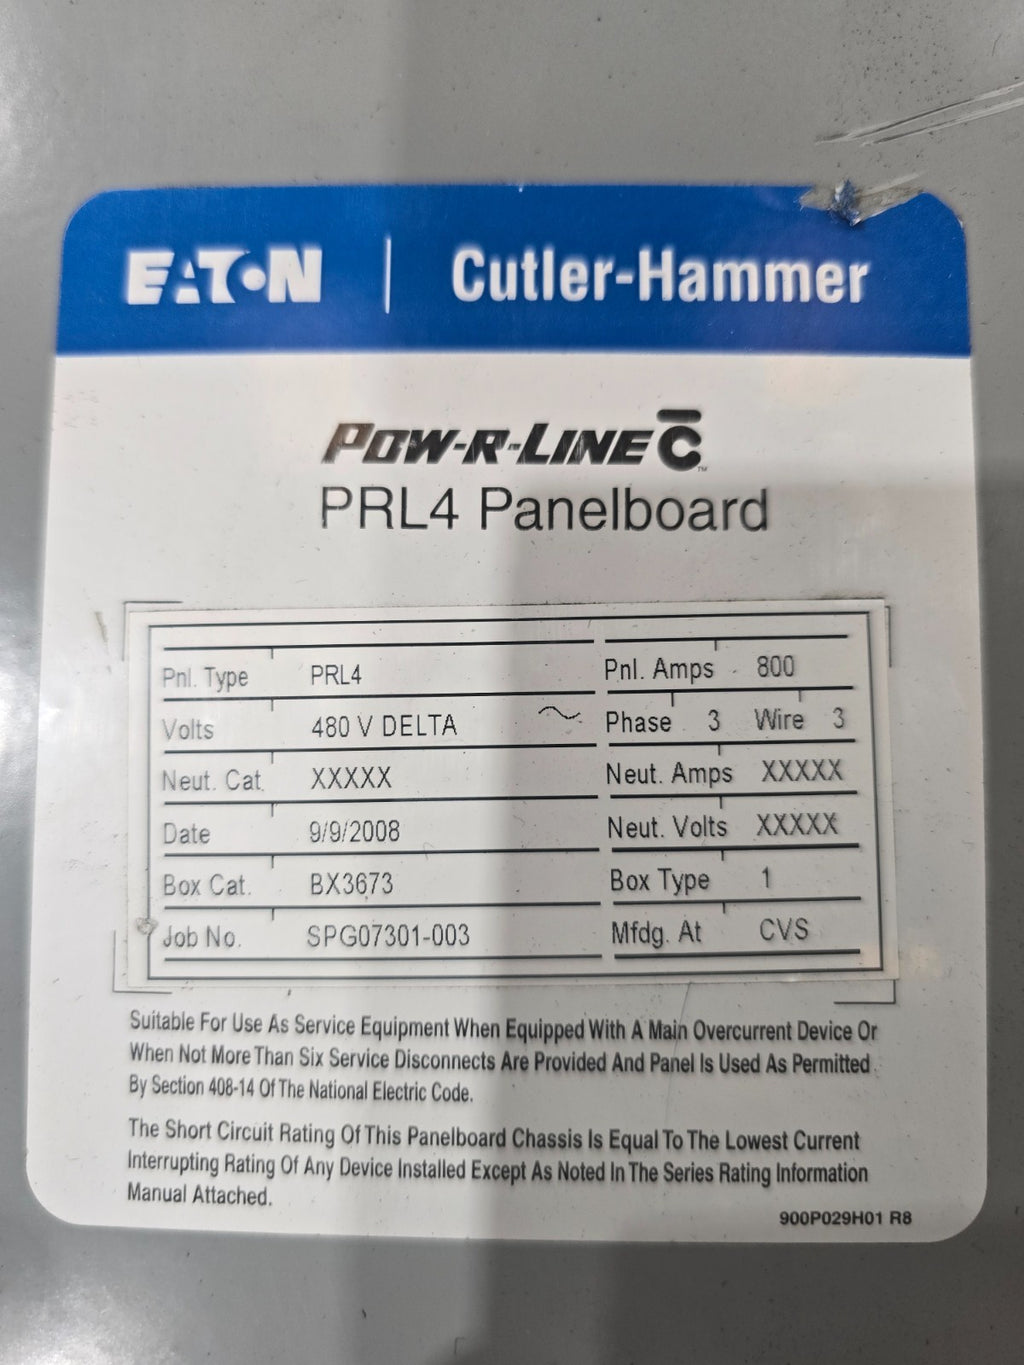 EATON | Cutler-Hammer
POW-R-LINE C™
PRL4 Panelboard
Pnl. Type PRL4 Pnl. Amps 800
Volts 480 V DELTA ~ Phase 3 Wire 3
Neut. Cat. XXXXX Neut. Amps XXXXX
Date 9/9/2008 Neut. Volts XXXXX
Box Cat. BX3673 Box Type 1
Job No. SPG07301-003 Mfdg. At CVS
Suitable For Use As Service Equipment When Equipped With A Main Overcurrent Device Or
When Not More Than Six Service Disconnects Are Provided And Panel Is Used As Permitted
By Section 408-14 Of The National Electric Code.
The Short Circuit Rating Of This Panelboard Chassis Is Equal To The Lowest Current
Interrupting Rating Of Any Device Installed Except As Noted In The Series Rating Information
Manual Attached.
900P029H01 R8